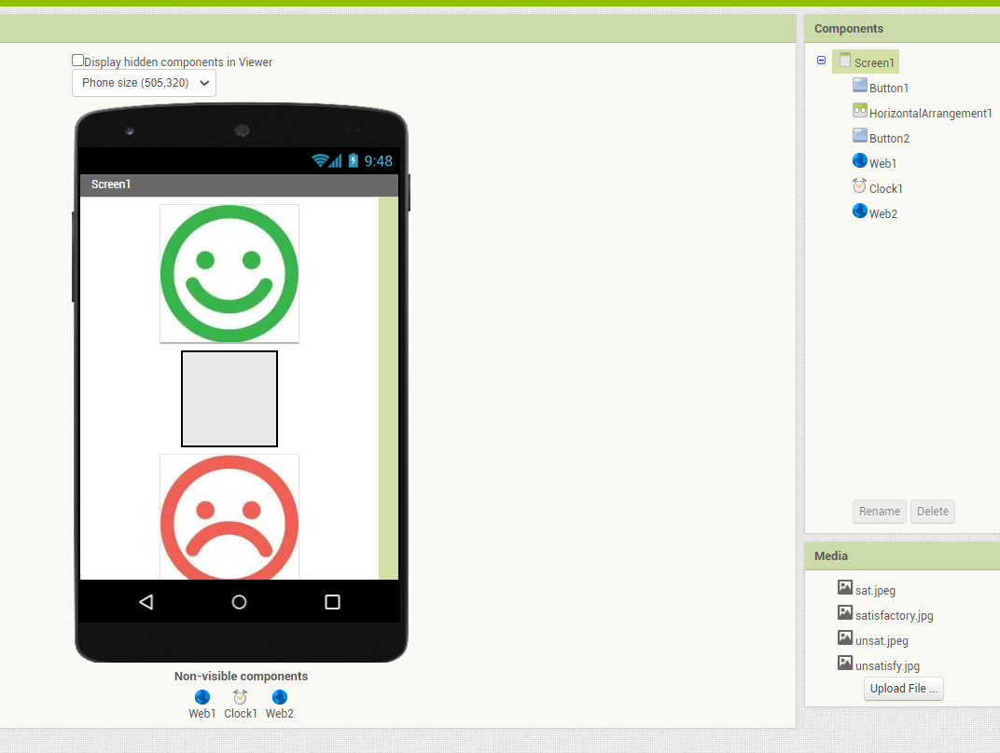 Components
Display hidden components in Viewer
Phone size (505,320)
9:48
Screen1
Non-visible components
Web1 Clock1 Web2
Screen1
Button1
HorizontalArrangement1
Button2
Web1
Clock1
Web2
Rename Delete
Media
sat.jpeg
satisfactory.jpg
unsat.jpeg
unsatisfy.jpg
Upload File ...